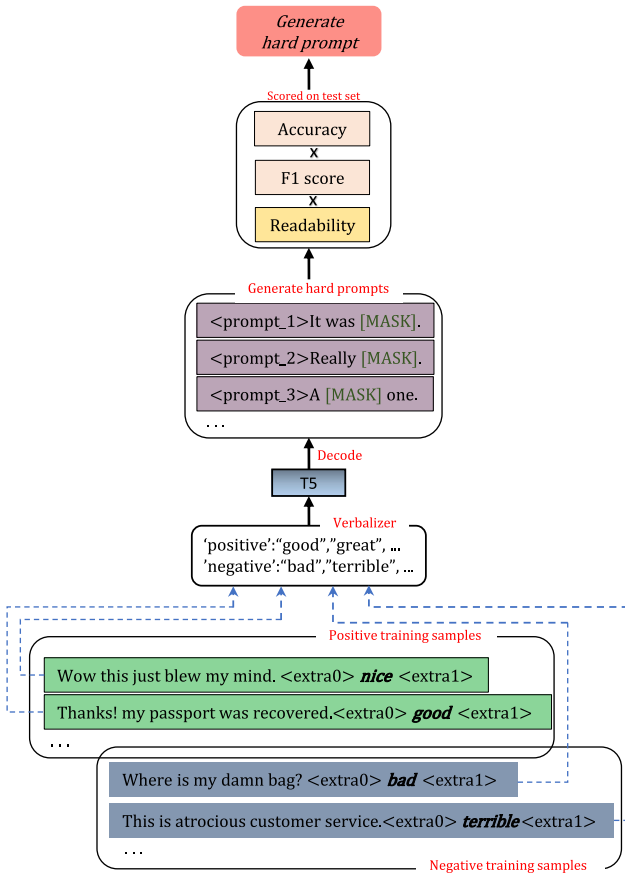 Generate
hard prompt
Scored on test set
Accuracy
x
F1 score
x
Readability
Generate hard prompts
<prompt_1>It was [MASK].
<prompt_2>Really [MASK].
<prompt_3>A [MASK] one.
...
Decode
T5
Verbalizer
‘positive’:“good”,”great”, ...
’negative’:“bad”,”terrible”, ...
Positive training samples
Wow this just blew my mind. <extra0> nice <extra1>
Thanks! my passport was recovered.<extra0> good <extra1>
...
Where is my damn bag? <extra0> bad <extra1>
This is atrocious customer service.<extra0> terrible<extra1>
...
Negative training samples